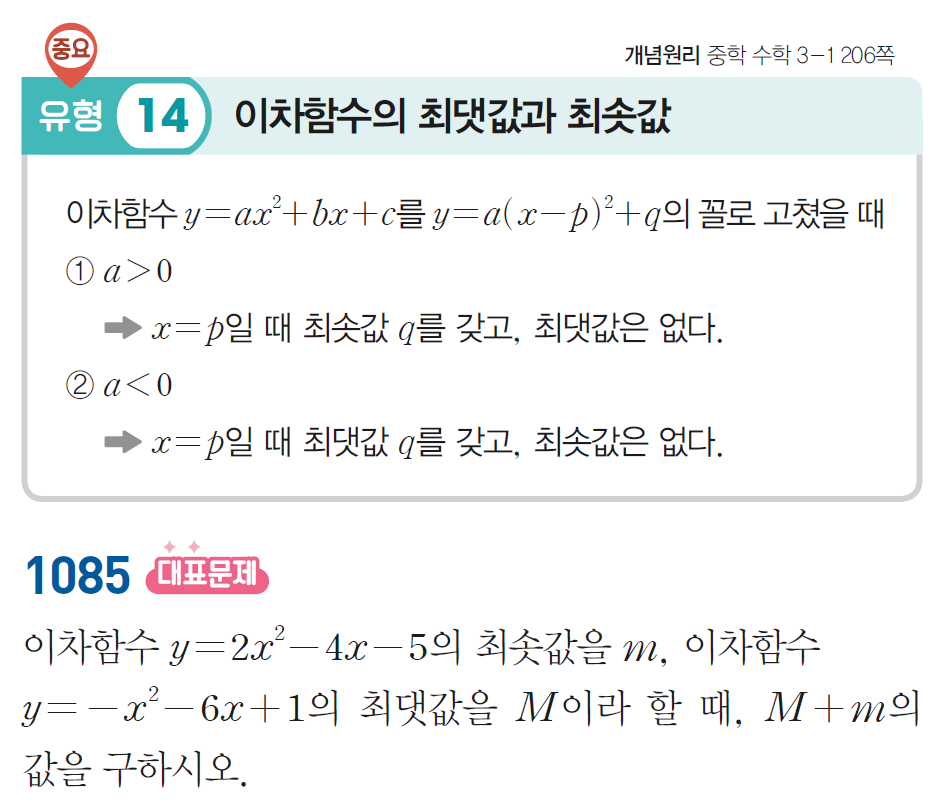 중요
개념원리 중학 수학 3-1 206쪽
유형 14 이차함수의 최댓값과 최솟값
이차함수 y=ax²+bx+c를 y=a(x-p)²+q의 꼴로 고쳤을 때
① a>0
➡ x=p일 때 최솟값 q를 갖고, 최댓값은 없다.
② a<0
➡ x=p일 때 최댓값 q를 갖고, 최솟값은 없다.
1085 대표문제
이차함수 y=2x²-4x-5의 최솟값을 m, 이차함수
y=-x²-6x+1의 최댓값을 M이라 할 때, M+m의
값을 구하시오.